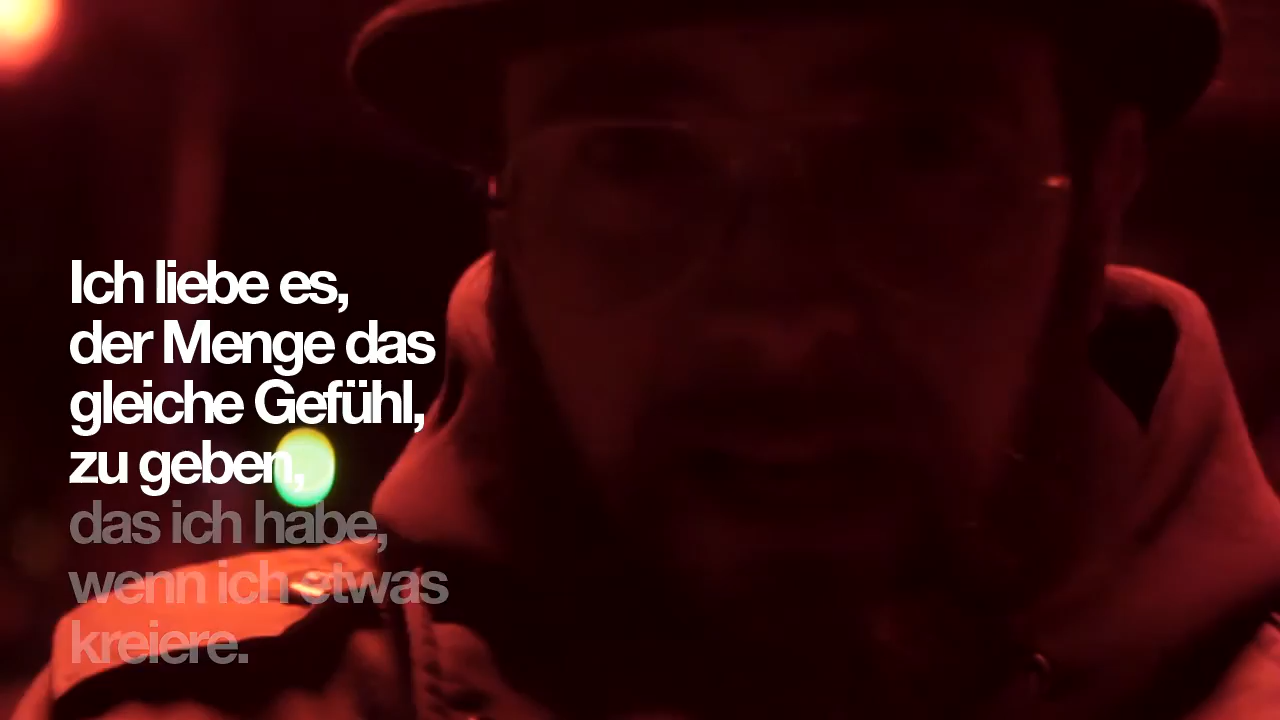 Ich liebe es,
der Menge das
gleiche Gefühl,
zu geben,
das ich habe,
wenn ich etwas
kreiere.